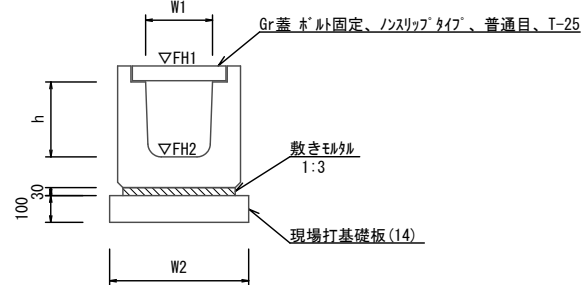 W1
Gr蓋 ﾎﾞﾙﾄ固定、ﾉﾝｽﾘｯﾌﾟﾀｲﾌﾟ、普通目、T-25
▽FH1
h
▽FH2
敷きﾓﾙﾀﾙ
1:3
30
100
現場打基礎板(14)
W2